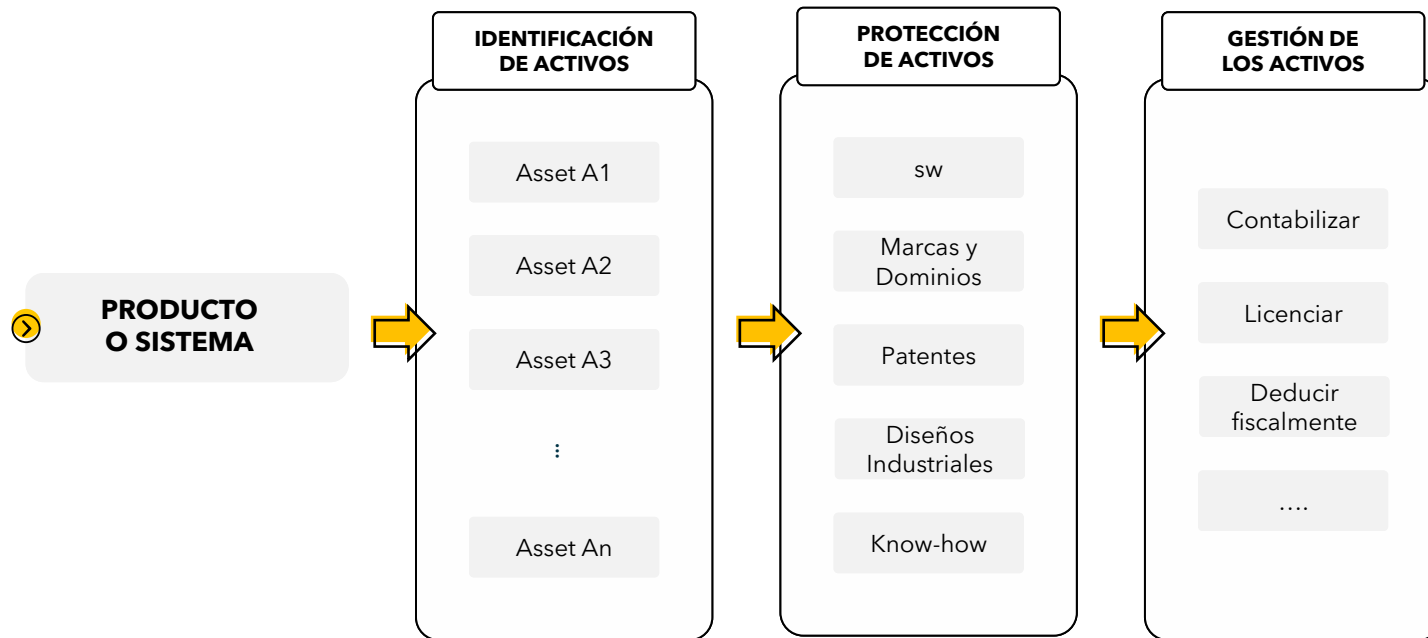 PRODUCTO
O SISTEMA
IDENTIFICACIÓN
DE ACTIVOS
Asset A1
Asset A2
Asset A3
⋮
Asset An
PROTECCIÓN
DE ACTIVOS
sw
Marcas y
Dominios
Patentes
Diseños
Industriales
Know-how
GESTIÓN DE
LOS ACTIVOS
Contabilizar
Licenciar
Deducir
fiscalmente
....